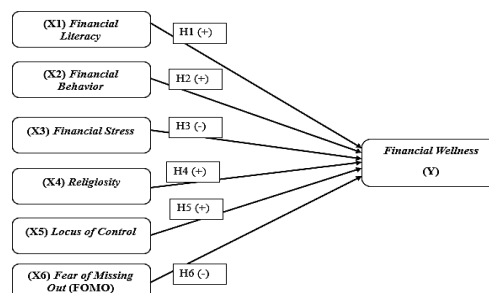 (X1) Financial
Literacy
H1 (+)
(X2) Financial
Behavior
H2 (+)
(X3) Financial Stress
H3 (-)
Financial Wellness
(Y)
(X4) Religiosity
H4 (+)
H5 (+)
(X5) Locus of Control
(X6) Fear of Missing
Out (FOMO)
H6 (-)